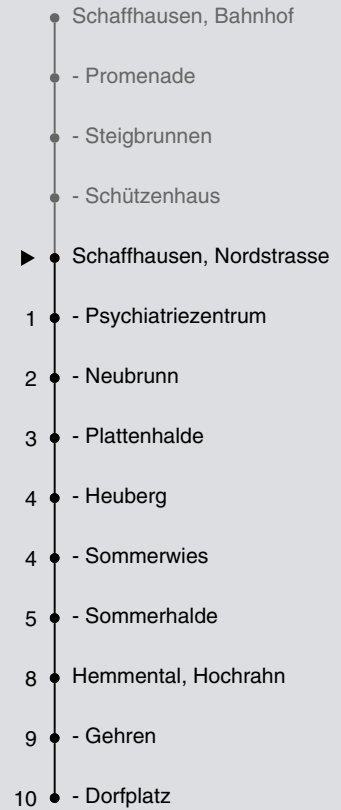 Schaffhausen, Bahnhof
- Promenade
- Steigbrunnen
- Schützenhaus
Schaffhausen, Nordstrasse
1 - Psychiatriezentrum
2 - Neubrunn
3 - Plattenhalde
4 - Heuberg
4 - Sommerwies
5 - Sommerhalde
8 Hemmental, Hochrahn
9 - Gehren
10 - Dorfplatz